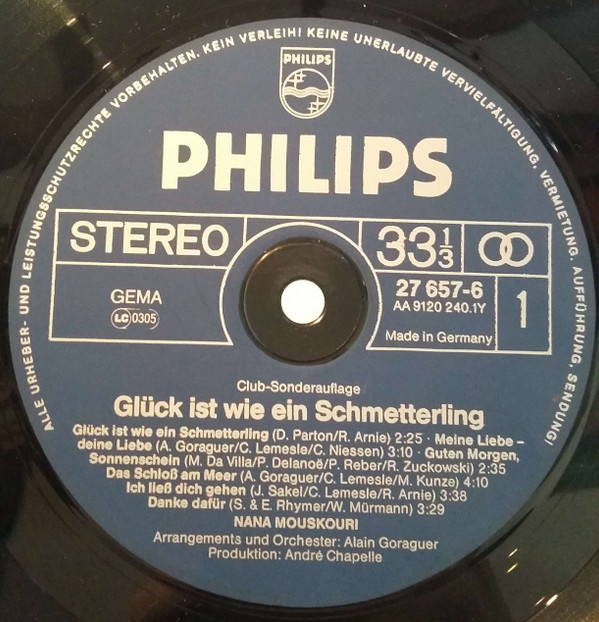 ALLE URHEBER- UND LEISTUNGSSCHUTZRECHTE VORBEHALTEN. KEIN VERLEIH! KEINE UNERLAUBTE VERVIELFÄLTIGUNG, VERMIETUNG, AUFFÜHRUNG, SENDUNG!
PHILIPS
PHILIPS
STEREO
33 1/3
GEMA
LC 0305
27 657-6
AA 9120 240.1Y
1
Made in Germany
Club-Sonderauflage
Glück ist wie ein Schmetterling
Glück ist wie ein Schmetterling (D. Parton/R. Arnie) 2:25 · Meine Liebe –
deine Liebe (A. Goraguer/C. Lemesle/C. Niessen) 3:10 · Guten Morgen,
Sonnenschein (M. Da Villa/P. Delanoë/P. Reber/R. Zuckowski) 2:35
Das Schloß am Meer (A. Goraguer/C. Lemesle/M. Kunze) 4:10
Ich ließ dich gehen (J. Sakel/C. Lemesle/R. Arnie) 3:38
Danke dafür (S. & E. Rhymer/W. Mürmann) 3:29
NANA MOUSKOURI
Arrangements und Orchester: Alain Goraguer
Produktion: André Chapelle